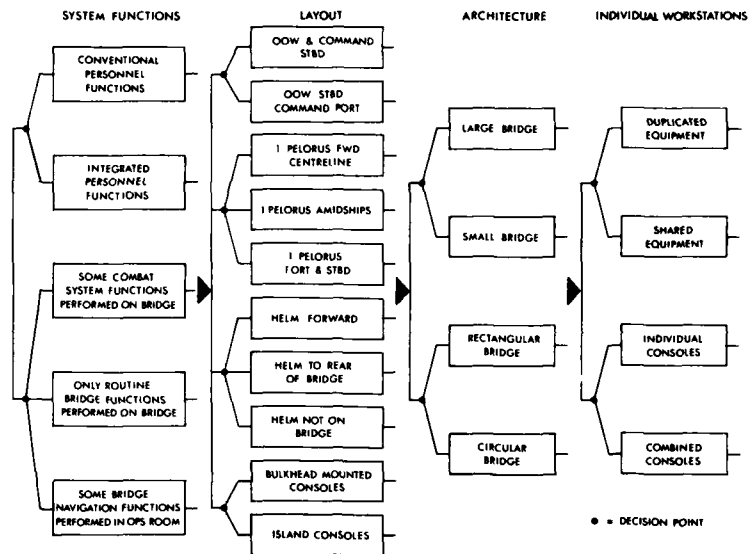 SYSTEM FUNCTIONS
LAYOUT
ARCHITECTURE
INDIVIDUAL WORKSTATIONS
CONVENTIONAL
PERSONNEL
FUNCTIONS
INTEGRATED
PERSONNEL
FUNCTIONS
SOME COMBAT
SYSTEM FUNCTIONS
PERFORMED ON BRIDGE
ONLY ROUTINE
BRIDGE FUNCTIONS
PERFORMED ON BRIDGE
SOME BRIDGE
NAVIGATION FUNCTIONS
PERFORMED IN OPS ROOM
OOW & COMMAND
STBD
OOW STBD
COMMAND PORT
1 PELORUS FWD
CENTRELINE
1 PELORUS AMIDSHIPS
1 PELORUS
FORT & STBD
HELM FORWARD
HELM TO REAR
OF BRIDGE
HELM NOT ON
BRIDGE
BULKHEAD MOUNTED
CONSOLES
ISLAND CONSOLES
LARGE BRIDGE
SMALL BRIDGE
RECTANGULAR
BRIDGE
CIRCULAR
BRIDGE
DUPLICATED
EQUIPMENT
SHARED
EQUIPMENT
INDIVIDUAL
CONSOLES
COMBINED
CONSOLES
● = DECISION POINT